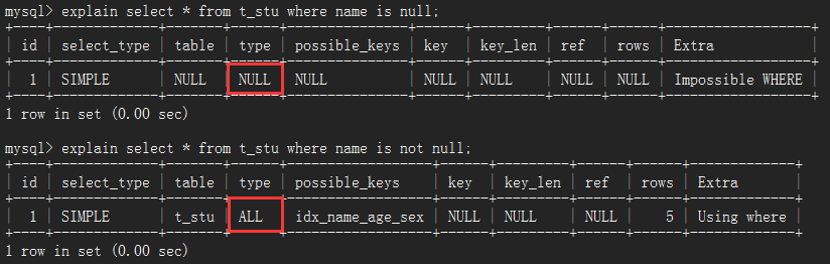 mysql> explain select * from t_stu where name is null;
+----+-------------+-------+------+---------------+------+---------+------+------+------------------+
| id | select_type | table | type | possible_keys | key | key_len | ref | rows | Extra |
+----+-------------+-------+------+---------------+------+---------+------+------+------------------+
| 1 | SIMPLE | NULL | NULL | NULL | NULL | NULL | NULL | NULL | Impossible WHERE |
+----+-------------+-------+------+---------------+------+---------+------+------+------------------+
1 row in set (0.00 sec)
mysql> explain select * from t_stu where name is not null;
+----+-------------+-------+------+------------------+------+---------+------+------+-------------+
| id | select_type | table | type | possible_keys | key | key_len | ref | rows | Extra |
+----+-------------+-------+------+------------------+------+---------+------+------+-------------+
| 1 | SIMPLE | t_stu | ALL | idx_name_age_sex | NULL | NULL | NULL | 5 | Using where |
+----+-------------+-------+------+------------------+------+---------+------+------+-------------+
1 row in set (0.00 sec)